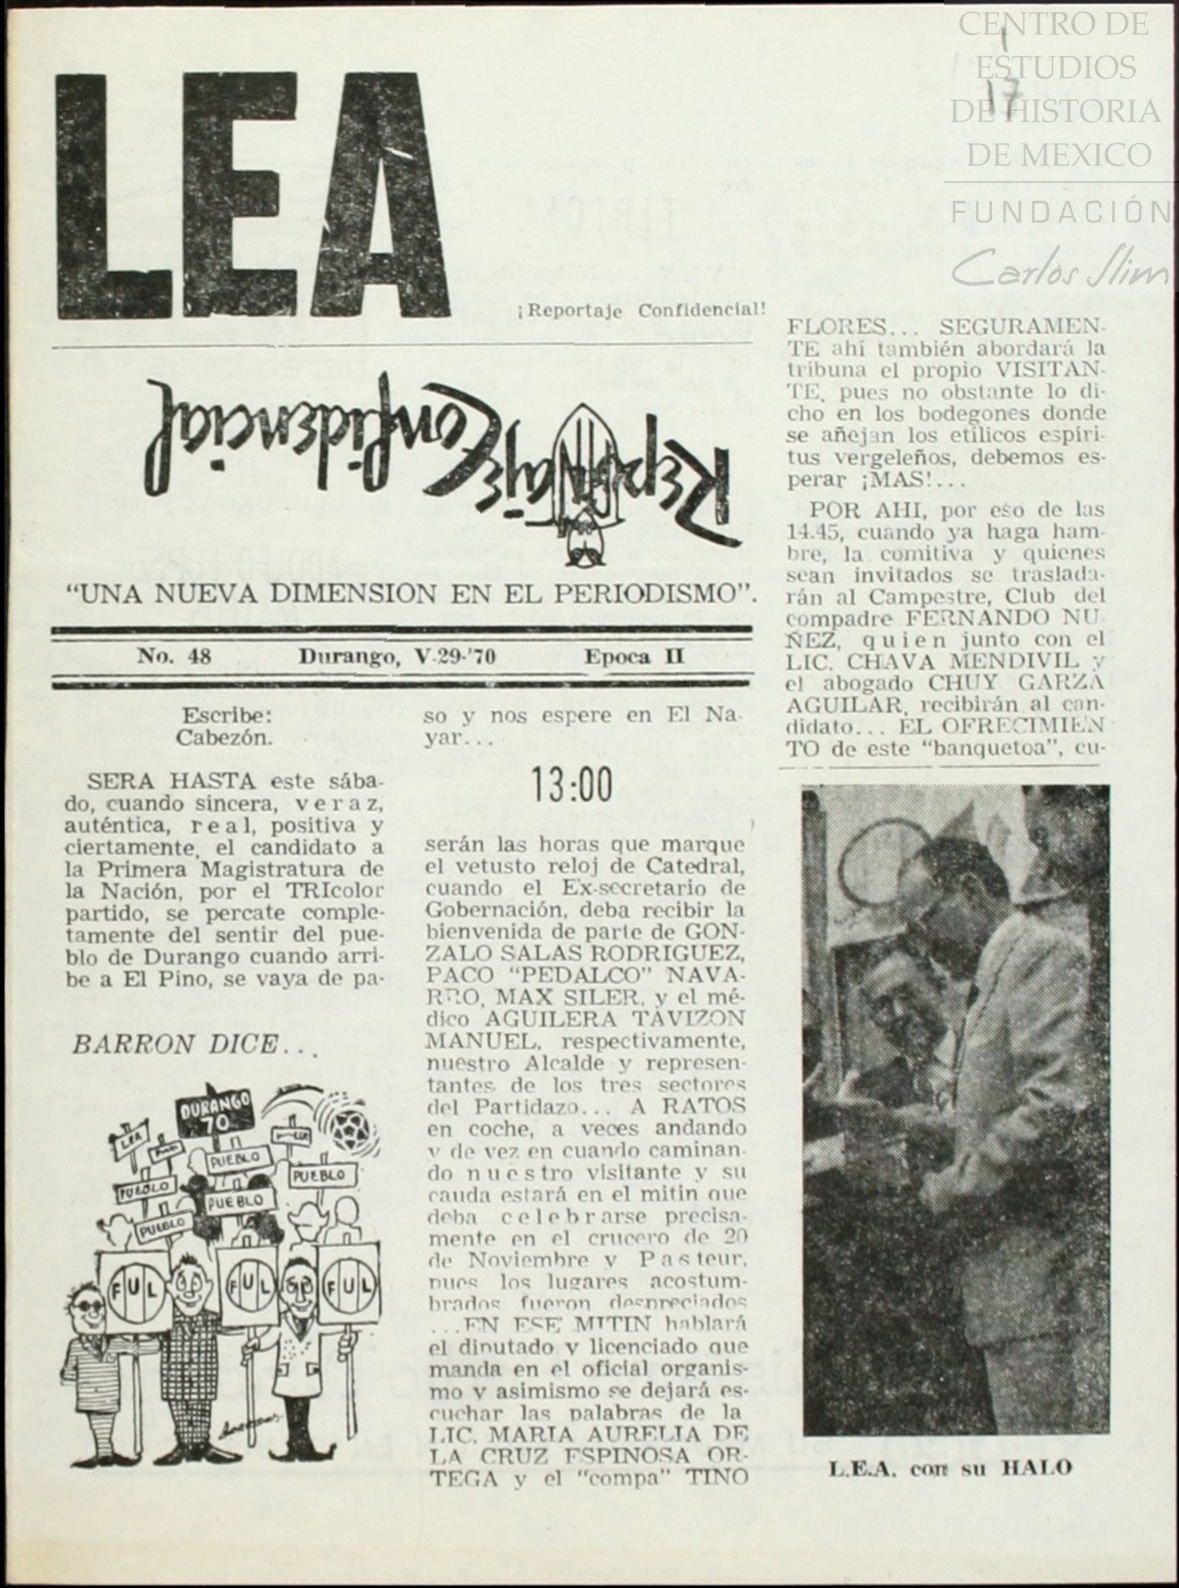 CENTRO DE
ESTUDIOS
DE HISTORIA
DE MEXICO
FUNDACIÓN
Carlos Slim
1
17
LEA
¡Reportaje Confidencial!
Reportaje Confidencial
"UNA NUEVA DIMENSION EN EL PERIODISMO".
No. 48 Durango, V-29-'70 Epoca II
Escribe:
Cabezón.
SERA HASTA este sába-
do, cuando sincera, veraz,
auténtica, real, positiva y
ciertamente, el candidato a
la Primera Magistratura de
la Nación, por el TRIcolor
partido, se percate comple-
tamente del sentir del pue-
blo de Durango cuando arri-
be a El Pino, se vaya de pa-
BARRON DICE...
DURANGO
70
LEA
PUEBLO
PUEBLO
PUEBLO
PUEBLO
PUEBLO
FUL
FUL
FUL
so y nos espere en El Na-
yar...
13:00
serán las horas que marque
el vetusto reloj de Catedral,
cuando el Ex-secretario de
Gobernación, deba recibir la
bienvenida de parte de GON-
ZALO SALAS RODRIGUEZ,
PACO "PEDALCO" NAVA-
RRO, MAX SILER, y el mé-
dico AGUILERA TAVIZON
MANUEL, respectivamente,
nuestro Alcalde y represen-
tantes de los tres sectores
del Partidazo... A RATOS
en coche, a veces andando
y de vez en cuando caminan-
do nuestro visitante y su
cauda estará en el mitin que
deba celebrarse precisa-
mente en el crucero de 20
de Noviembre y Pasteur,
pues los lugares acostum-
brados fueron despreciados
...EN ESE MITIN hablará
el diputado y licenciado que
manda en el oficial organis-
mo y asimismo se dejará es-
cuchar las palabras de la
LIC. MARIA AURELIA DE
LA CRUZ ESPINOSA OR-
TEGA y el "compa" TINO
FLORES... SEGURAMEN-
TE ahí también abordará la
tribuna el propio VISITAN-
TE, pues no obstante lo di
cho en los bodegones donde
se añejan los etílicos espíri-
tus vergeleños, debemos es-
perar ¡MAS!...
POR AHI, por eso de las
14.45, cuando ya haga ham-
bre, la comitiva y quienes
sean invitados se traslada-
rán al Campestre, Club del
compadre FERNANDO NU-
ÑEZ, quien junto con el
LIC. CHAVA MENDIVIL y
el abogado CHUY GARZA
AGUILAR, recibirán al can-
didato... EL OFRECIMIEN
TO de este "banquetoa", cu-
L.E.A. con su HALO